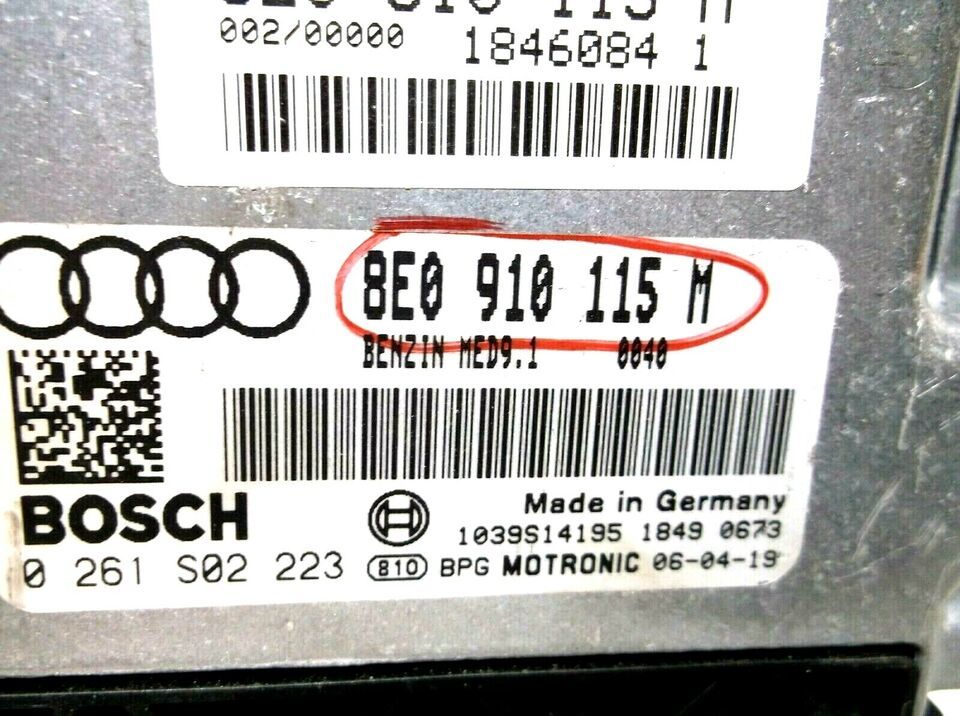 002/00000 1846084 1
8E0 910 115 M
BENZIN MED9.1 0040
BOSCH
Made in Germany
1039S14195 1849 0673
0 261 S02 223 810 BPG MOTRONIC 06-04-19